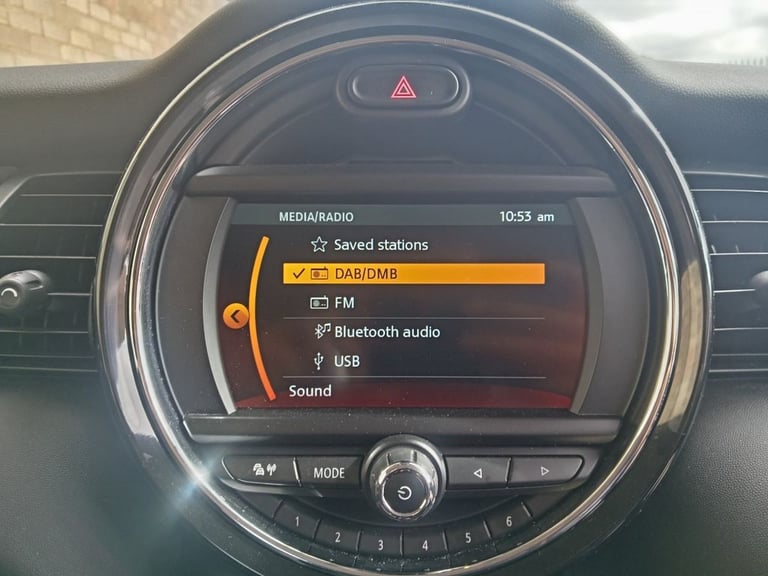 MEDIA/RADIO 10:53 am
Saved stations
DAB/DMB
FM
Bluetooth audio
USB
Sound
MODE
1 2 3 4 5 6